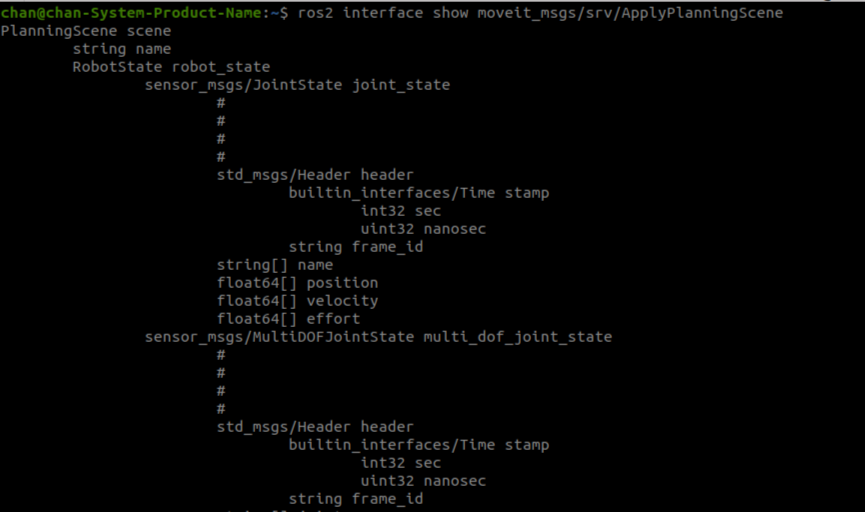 chan@chan-System-Product-Name:~$ ros2 interface show moveit_msgs/srv/ApplyPlanningScene
PlanningScene scene
string name
RobotState robot_state
sensor_msgs/JointState joint_state
#
#
#
#
std_msgs/Header header
builtin_interfaces/Time stamp
int32 sec
uint32 nanosec
string frame_id
string[] name
float64[] position
float64[] velocity
float64[] effort
sensor_msgs/MultiDOFJointState multi_dof_joint_state
#
#
#
#
std_msgs/Header header
builtin_interfaces/Time stamp
int32 sec
uint32 nanosec
string frame_id